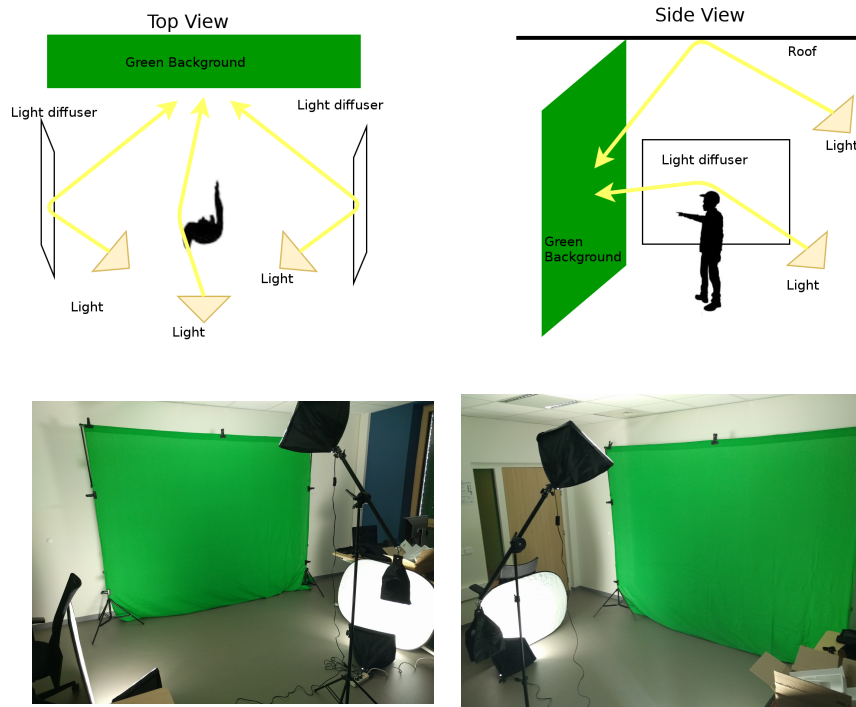 Top View
Green Background
Light diffuser
Light diffuser
Light
Light
Light
Side View
Roof
Light
Light diffuser
Green
Background
Light